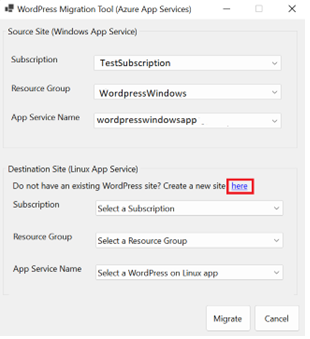 WordPress Migration Tool (Azure App Services)
Source Site (Windows App Service)
Subscription TestSubscription
Resource Group WordpressWindows
App Service Name wordpresswindowsapp
Destination Site (Linux App Service)
Do not have an existing WordPress site? Create a new site here
Subscription Select a Subscription
Resource Group Select a Resource Group
App Service Name Select a WordPress on Linux app
Migrate Cancel